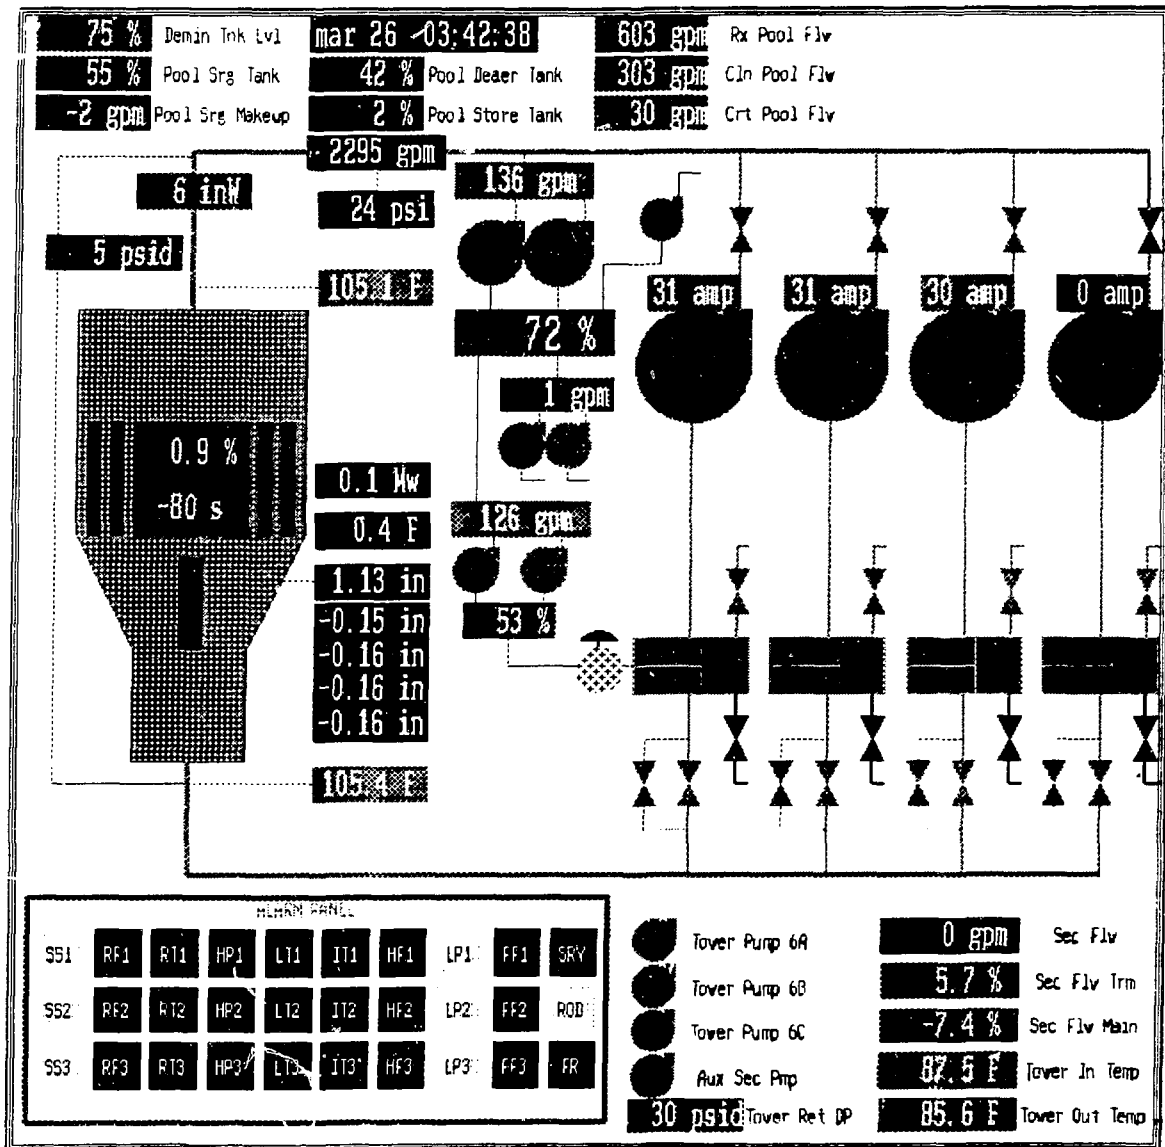 75 % Demin Tnk Lvl mar 26 03:42:38 603 gpm Rx Pool Flw
55 % Pool Srg Tank 42 % Pool Deaer Tank 303 gpm Cln Pool Flw
-2 gpm Pool Srg Makeup 2 % Pool Store Tank 30 gpm Crt Pool Flw
2295 gpm
6 inW 136 gpm
24 psi
5 psid
105.1 F 31 amp 31 amp 30 amp 0 amp
72 %
1 gpm
0.9 %
0.1 Mw
-80 s
126 gpm
0.4 F
1.13 in
-0.15 in 53 %
-0.16 in
-0.16 in
-0.16 in
105.4 F
ALARM PANEL
SS1 RF1 RT1 HP1 LT1 IT1 HF1 LP1 FF1 SRV
SS2 RF2 RT2 HP2 LT2 IT2 HF2 LP2 FF2 ROD
SS3 RF3 RT3 HP3 LT3 IT3 HF3 LP3 FF3 FR
Tower Pump 6A 0 gpm Sec Flw
Tower Pump 6B 5.7 % Sec Flw Trm
Tower Pump 6C -7.4 % Sec Flw Main
Aux Sec Pmp 87.5 F Tower In Temp
30 psid Tower Ret DP 85.6 F Tower Out Temp